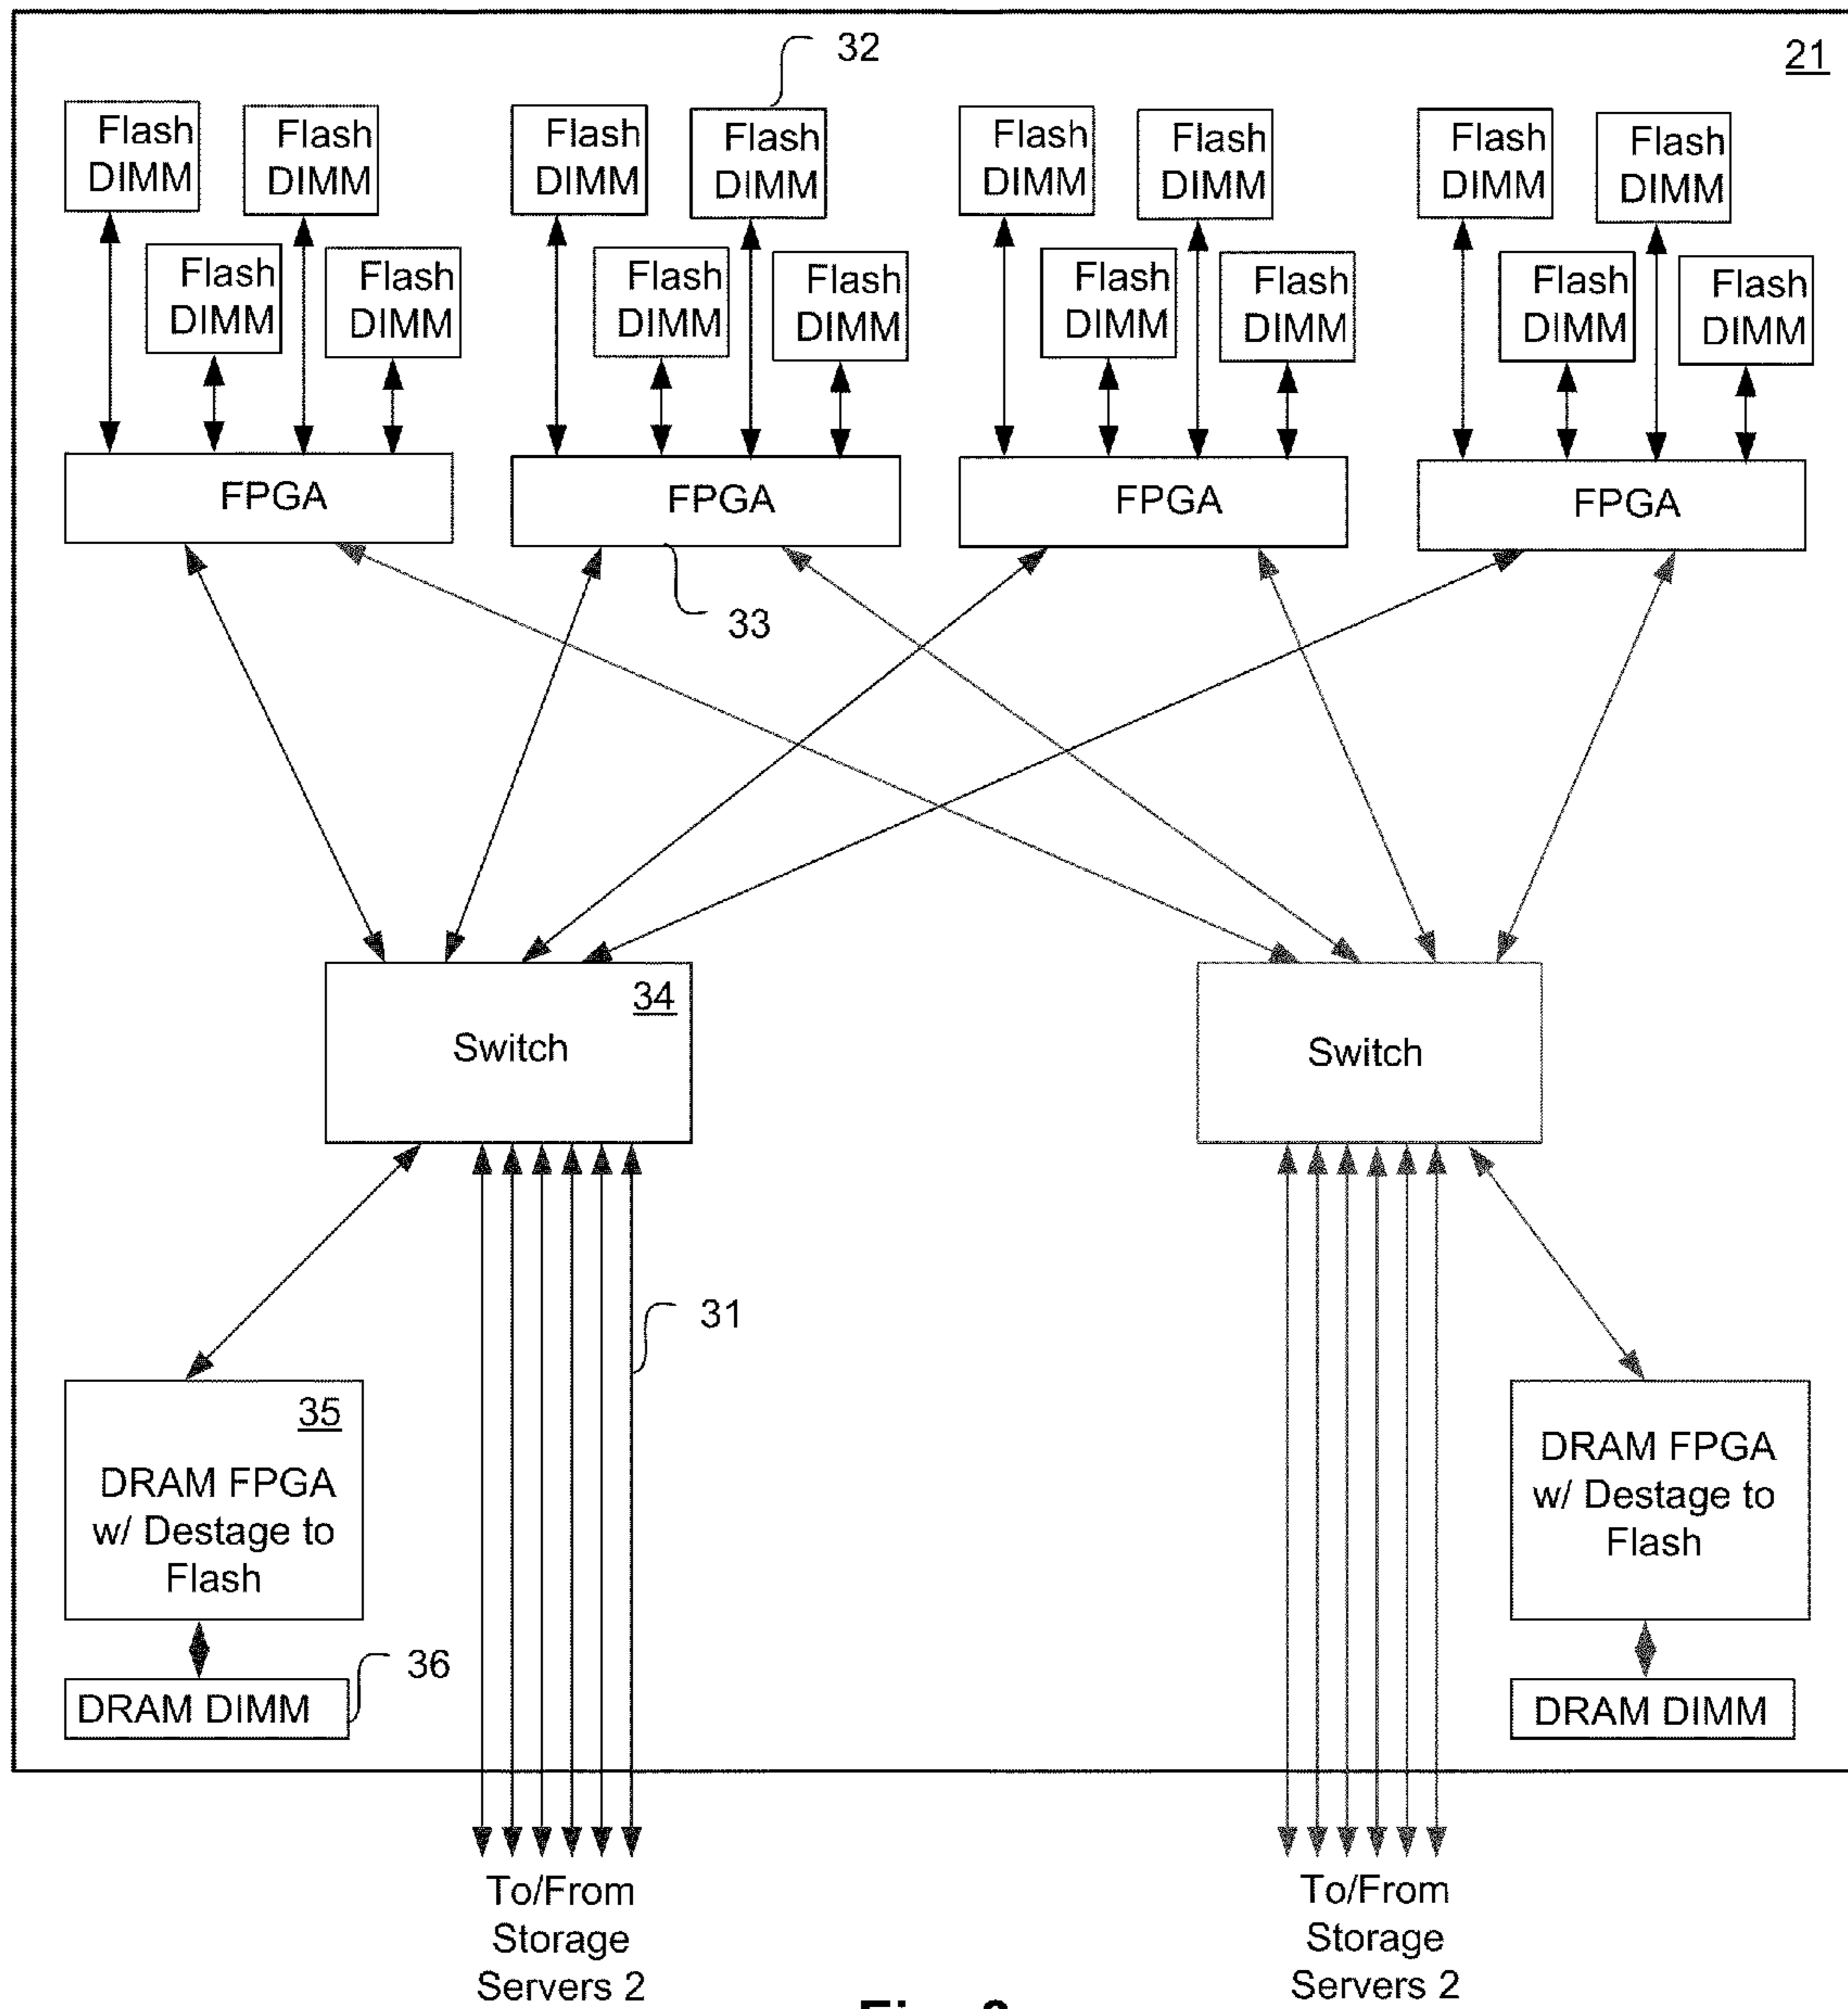 21
32
Flash
DIMM
Flash
DIMM
Flash
DIMM
Flash
DIMM
Flash
DIMM
Flash
DIMM
Flash
DIMM
Flash
DIMM
Flash
DIMM
Flash
DIMM
Flash
DIMM
Flash
DIMM
Flash
DIMM
Flash
DIMM
Flash
DIMM
Flash
DIMM
FPGA
FPGA
FPGA
FPGA
33
34
Switch
Switch
31
35
DRAM FPGA
w/ Destage to
Flash
DRAM FPGA
w/ Destage to
Flash
36
DRAM DIMM
DRAM DIMM
To/From
Storage
Servers 2
To/From
Storage
Servers 2